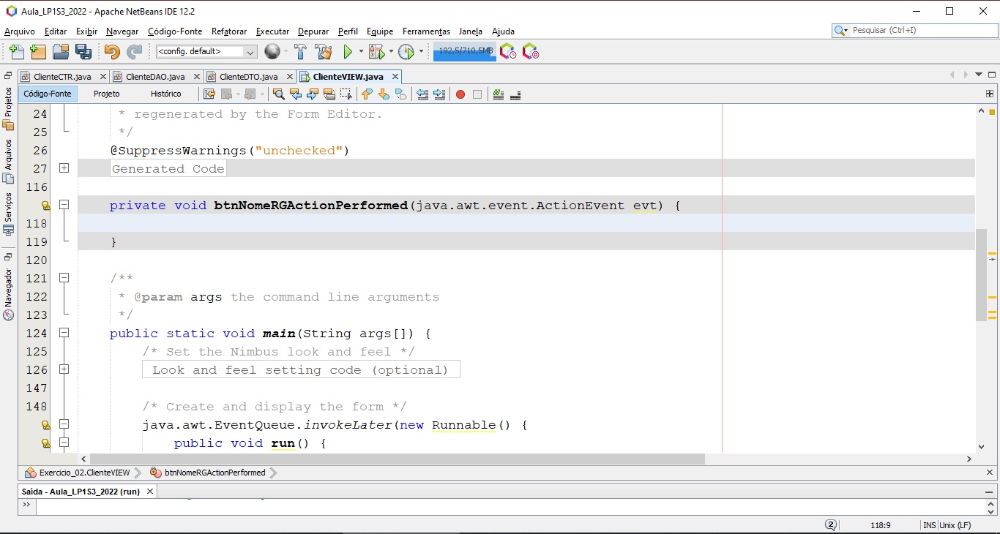 Aula_LP1S3_2022 - Apache NetBeans IDE 12.2
Arquivo Editar Exibir Navegar Código-Fonte Refatorar Executar Depurar Perfil Equipe Ferramentas Janela Ajuda
Pesquisar (Ctrl+I)
<config. default>
192,5/710,5MB
ClienteCTR.java
ClienteDAO.java
ClienteDTO.java
ClienteVIEW.java
Código-Fonte Projeto Histórico
Projetos
Arquivos
Serviços
Navegador
24 * regenerated by the Form Editor.
25 */
26 @SuppressWarnings("unchecked")
27 Generated Code
116
private void btnNomeRGActionPerformed(java.awt.event.ActionEvent evt) {
118
119 }
120
121 /**
122 * @param args the command line arguments
123 */
124 public static void main(String args[]) {
125 /* Set the Nimbus look and feel */
126 Look and feel setting code (optional)
147
148 /* Create and display the form */
java.awt.EventQueue.invokeLater(new Runnable() {
public void run() {
Exercicio_02.ClienteVIEW
btnNomeRGActionPerformed
Saída - Aula_LP1S3_2022 (run)
2
118:9
INS
Unix (LF)